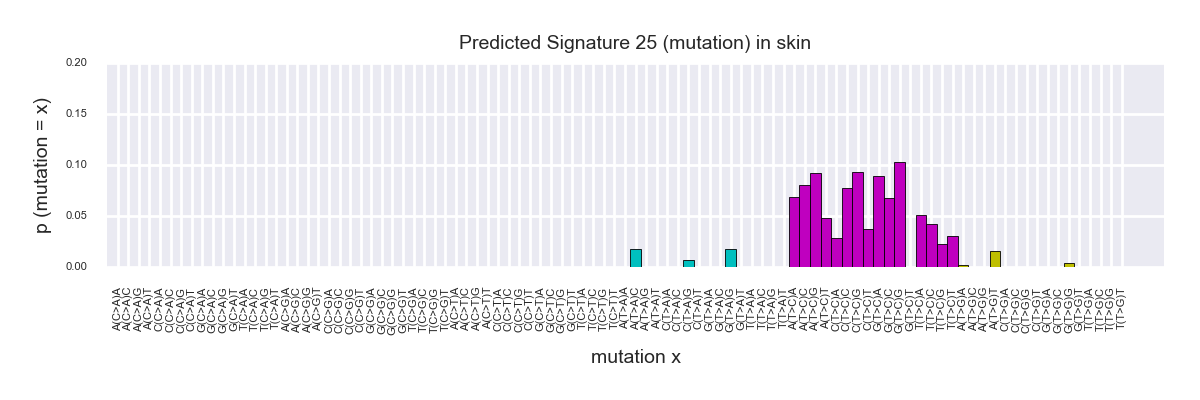 Predicted Signature 25 (mutation) in skin
p (mutation = x)
0.20
0.15
0.10
0.05
0.00
A(C>A)A
A(C>A)C
A(C>A)G
A(C>A)T
C(C>A)A
C(C>A)C
C(C>A)G
C(C>A)T
G(C>A)A
G(C>A)C
G(C>A)G
G(C>A)T
T(C>A)A
T(C>A)C
T(C>A)G
T(C>A)T
A(C>G)A
A(C>G)C
A(C>G)G
A(C>G)T
C(C>G)A
C(C>G)C
C(C>G)G
C(C>G)T
G(C>G)A
G(C>G)C
G(C>G)G
G(C>G)T
T(C>G)A
T(C>G)C
T(C>G)G
T(C>G)T
A(C>T)A
A(C>T)C
A(C>T)G
A(C>T)T
C(C>T)A
C(C>T)C
C(C>T)G
C(C>T)T
G(C>T)A
G(C>T)C
G(C>T)G
G(C>T)T
T(C>T)A
T(C>T)C
T(C>T)G
T(C>T)T
A(T>A)A
A(T>A)C
A(T>A)G
A(T>A)T
C(T>A)A
C(T>A)C
C(T>A)G
C(T>A)T
G(T>A)A
G(T>A)C
G(T>A)G
G(T>A)T
T(T>A)A
T(T>A)C
T(T>A)G
T(T>A)T
A(T>C)A
A(T>C)C
A(T>C)G
A(T>C)T
C(T>C)A
C(T>C)C
C(T>C)G
C(T>C)T
G(T>C)A
G(T>C)C
G(T>C)G
G(T>C)T
T(T>C)A
T(T>C)C
T(T>C)G
T(T>C)T
A(T>G)A
A(T>G)C
A(T>G)G
A(T>G)T
C(T>G)A
C(T>G)C
C(T>G)G
C(T>G)T
G(T>G)A
G(T>G)C
G(T>G)G
G(T>G)T
T(T>G)A
T(T>G)C
T(T>G)G
T(T>G)T
mutation x